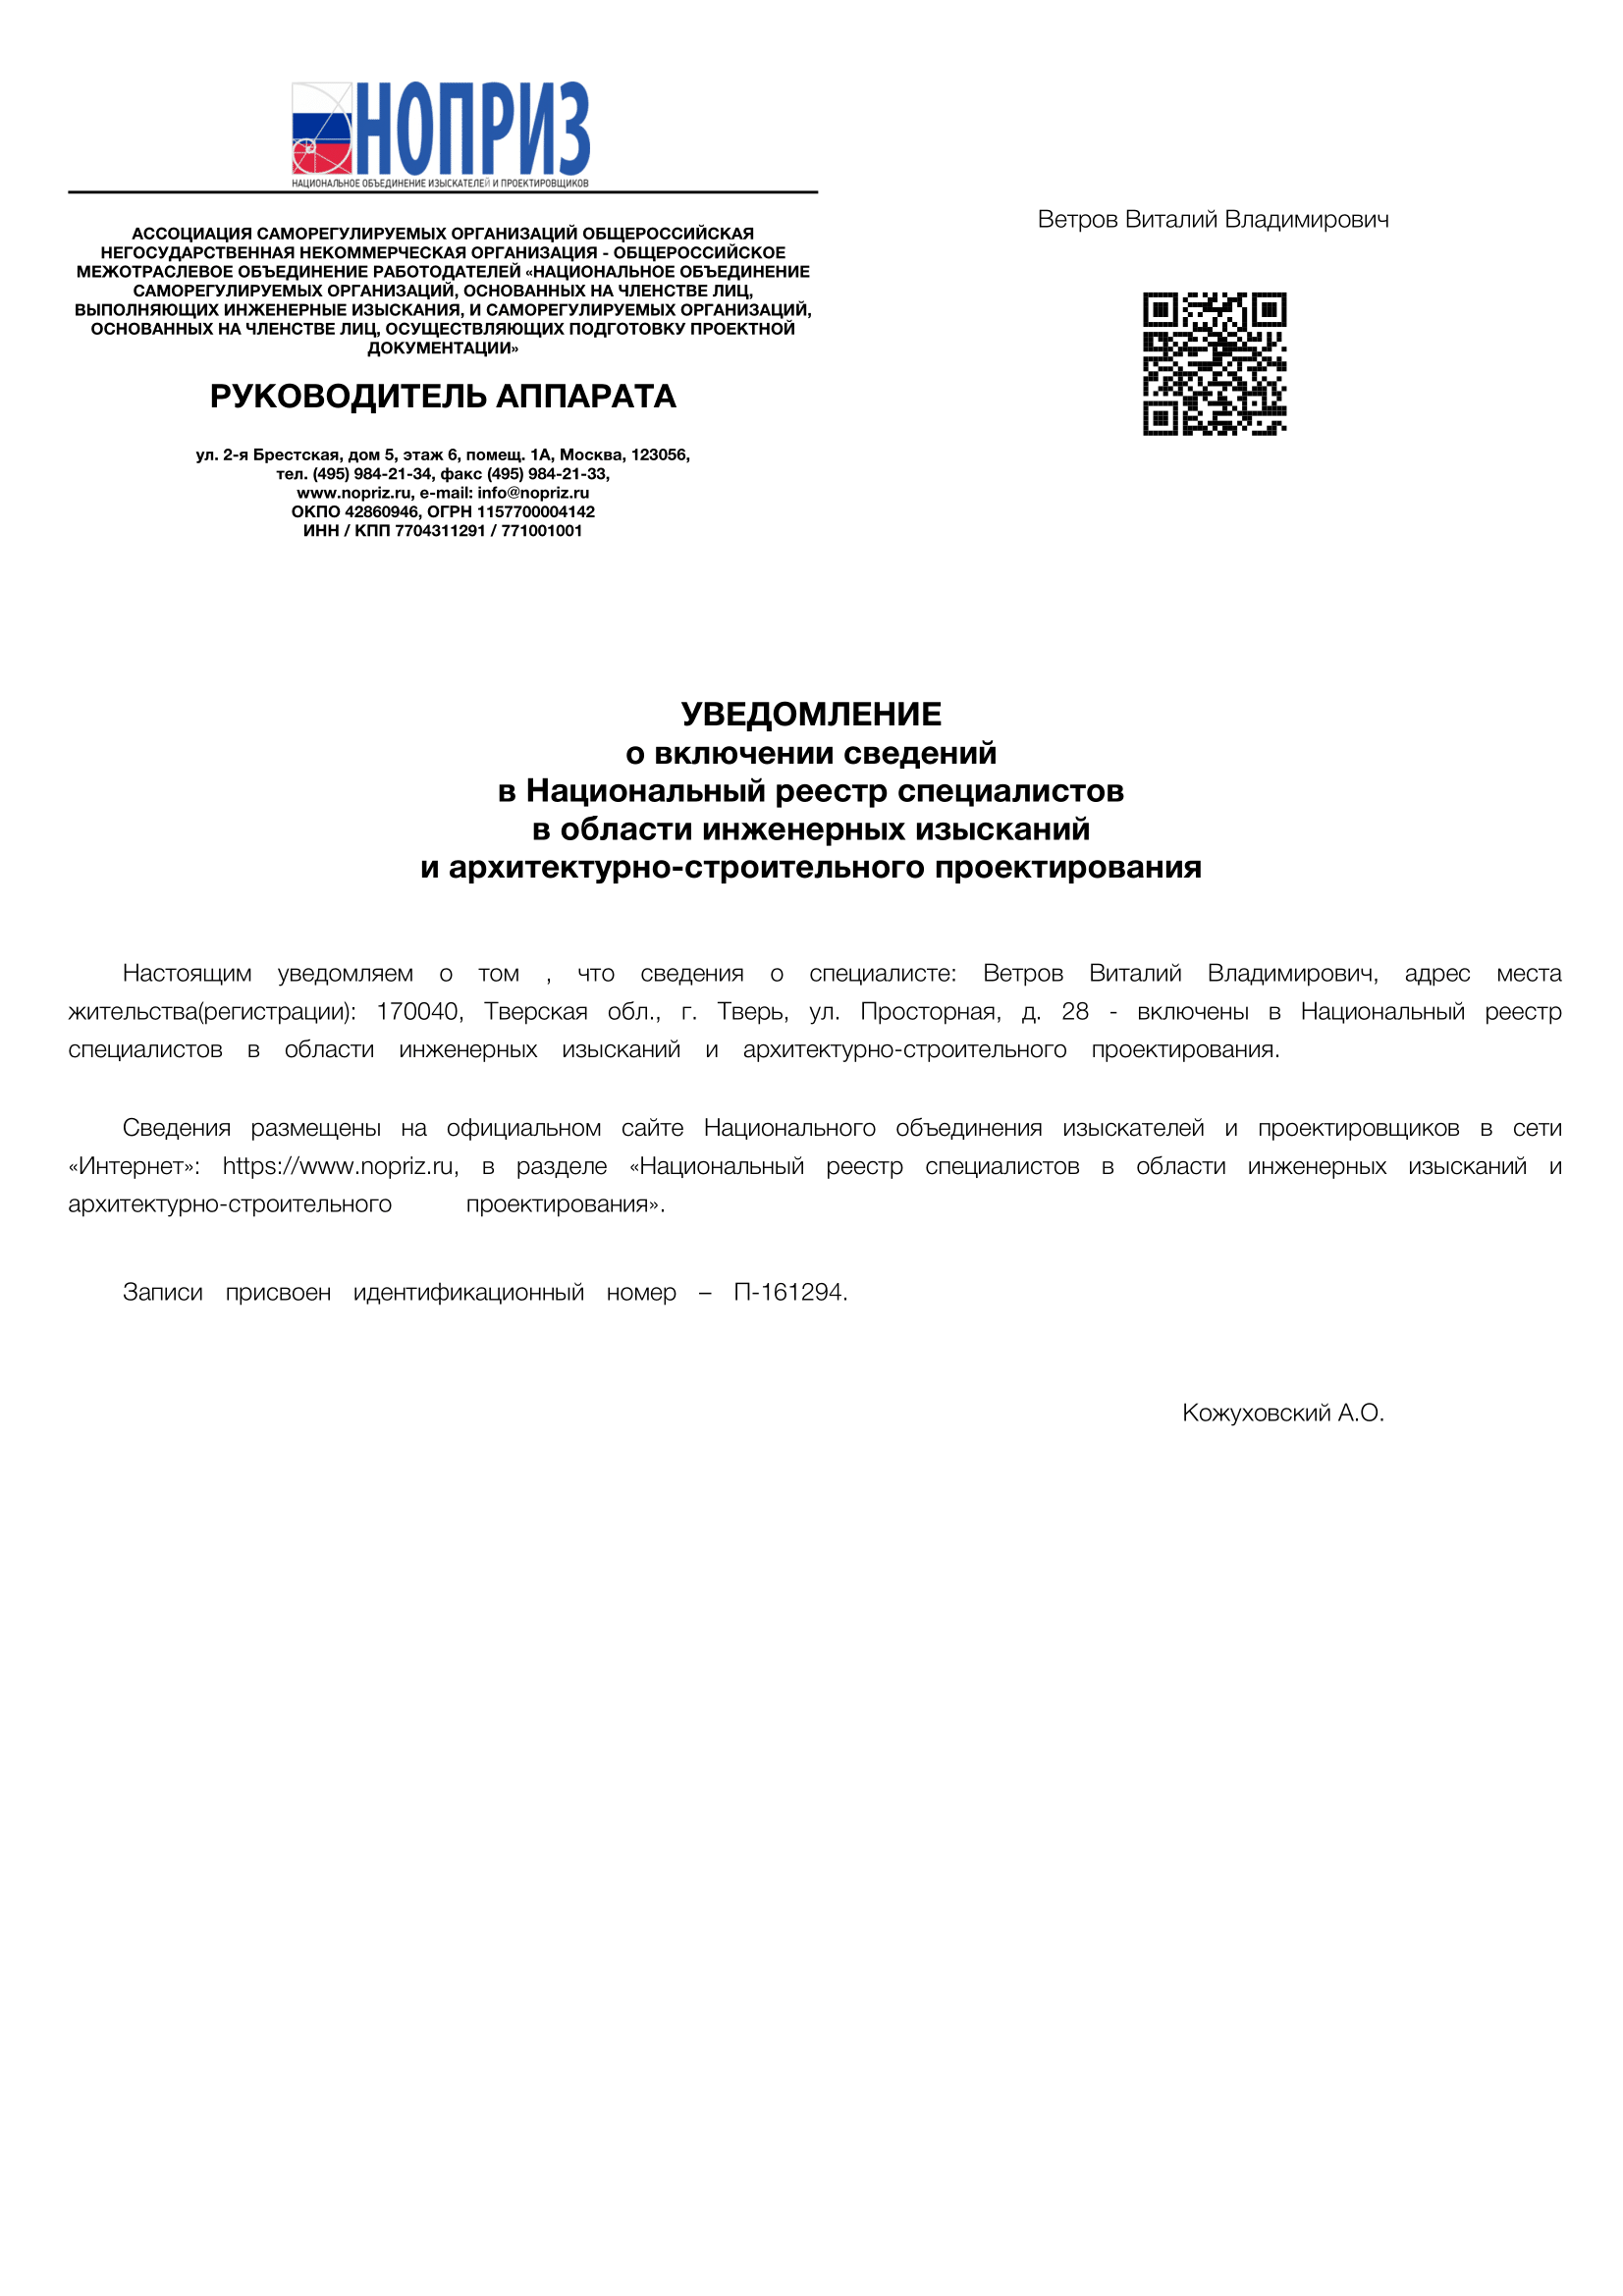 НОПРИЗ
НАЦИОНАЛЬНОЕ ОБЪЕДИНЕНИЕ ИЗЫСКАТЕЛЕЙ И ПРОЕКТИРОВЩИКОВ
АССОЦИАЦИЯ САМОРЕГУЛИРУЕМЫХ ОРГАНИЗАЦИЙ ОБЩЕРОССИЙСКАЯ
НЕГОСУДАРСТВЕННАЯ НЕКОММЕРЧЕСКАЯ ОРГАНИЗАЦИЯ - ОБЩЕРОССИЙСКОЕ
МЕЖОТРАСЛЕВОЕ ОБЪЕДИНЕНИЕ РАБОТОДАТЕЛЕЙ «НАЦИОНАЛЬНОЕ ОБЪЕДИНЕНИЕ
САМОРЕГУЛИРУЕМЫХ ОРГАНИЗАЦИЙ, ОСНОВАННЫХ НА ЧЛЕНСТВЕ ЛИЦ,
ВЫПОЛНЯЮЩИХ ИНЖЕНЕРНЫЕ ИЗЫСКАНИЯ, И САМОРЕГУЛИРУЕМЫХ ОРГАНИЗАЦИЙ,
ОСНОВАННЫХ НА ЧЛЕНСТВЕ ЛИЦ, ОСУЩЕСТВЛЯЮЩИХ ПОДГОТОВКУ ПРОЕКТНОЙ
ДОКУМЕНТАЦИИ»
РУКОВОДИТЕЛЬ АППАРАТА
ул. 2-я Брестская, дом 5, этаж 6, помещ. 1А, Москва, 123056,
тел. (495) 984-21-34, факс (495) 984-21-33,
www.nopriz.ru, e-mail: info@nopriz.ru
ОКПО 42860946, ОГРН 1157700004142
ИНН / КПП 7704311291 / 771001001
Ветров Виталий Владимирович
УВЕДОМЛЕНИЕ
о включении сведений
в Национальный реестр специалистов
в области инженерных изысканий
и архитектурно-строительного проектирования
Настоящим уведомляем о том , что сведения о специалисте: Ветров Виталий Владимирович, адрес места
жительства(регистрации): 170040, Тверская обл., г. Тверь, ул. Просторная, д. 28 - включены в Национальный реестр
специалистов в области инженерных изысканий и архитектурно-строительного проектирования.
Сведения размещены на официальном сайте Национального объединения изыскателей и проектировщиков в сети
«Интернет»: https://www.nopriz.ru, в разделе «Национальный реестр специалистов в области инженерных изысканий и
архитектурно-строительного проектирования».
Записи присвоен идентификационный номер – П-161294.
Кожуховский А.О.